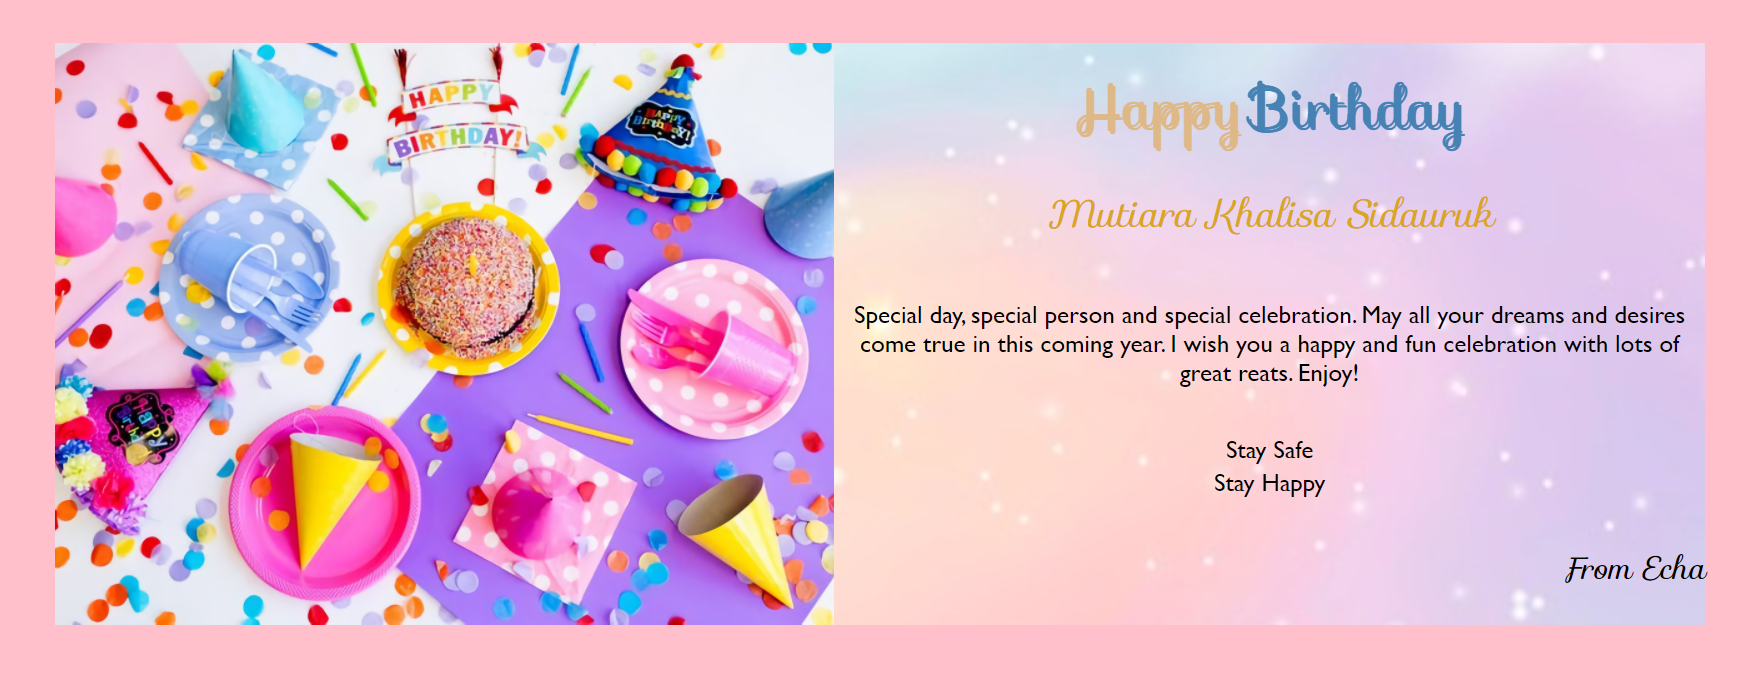 HAPPY
BIRTHDAY!
HAPPY
BIRTHDAY!
Happy Birthday
Mutiara Khalisa Sidauruk
Special day, special person and special celebration. May all your dreams and desires
come true in this coming year. I wish you a happy and fun celebration with lots of
great reats. Enjoy!
Stay Safe
Stay Happy
From Echa